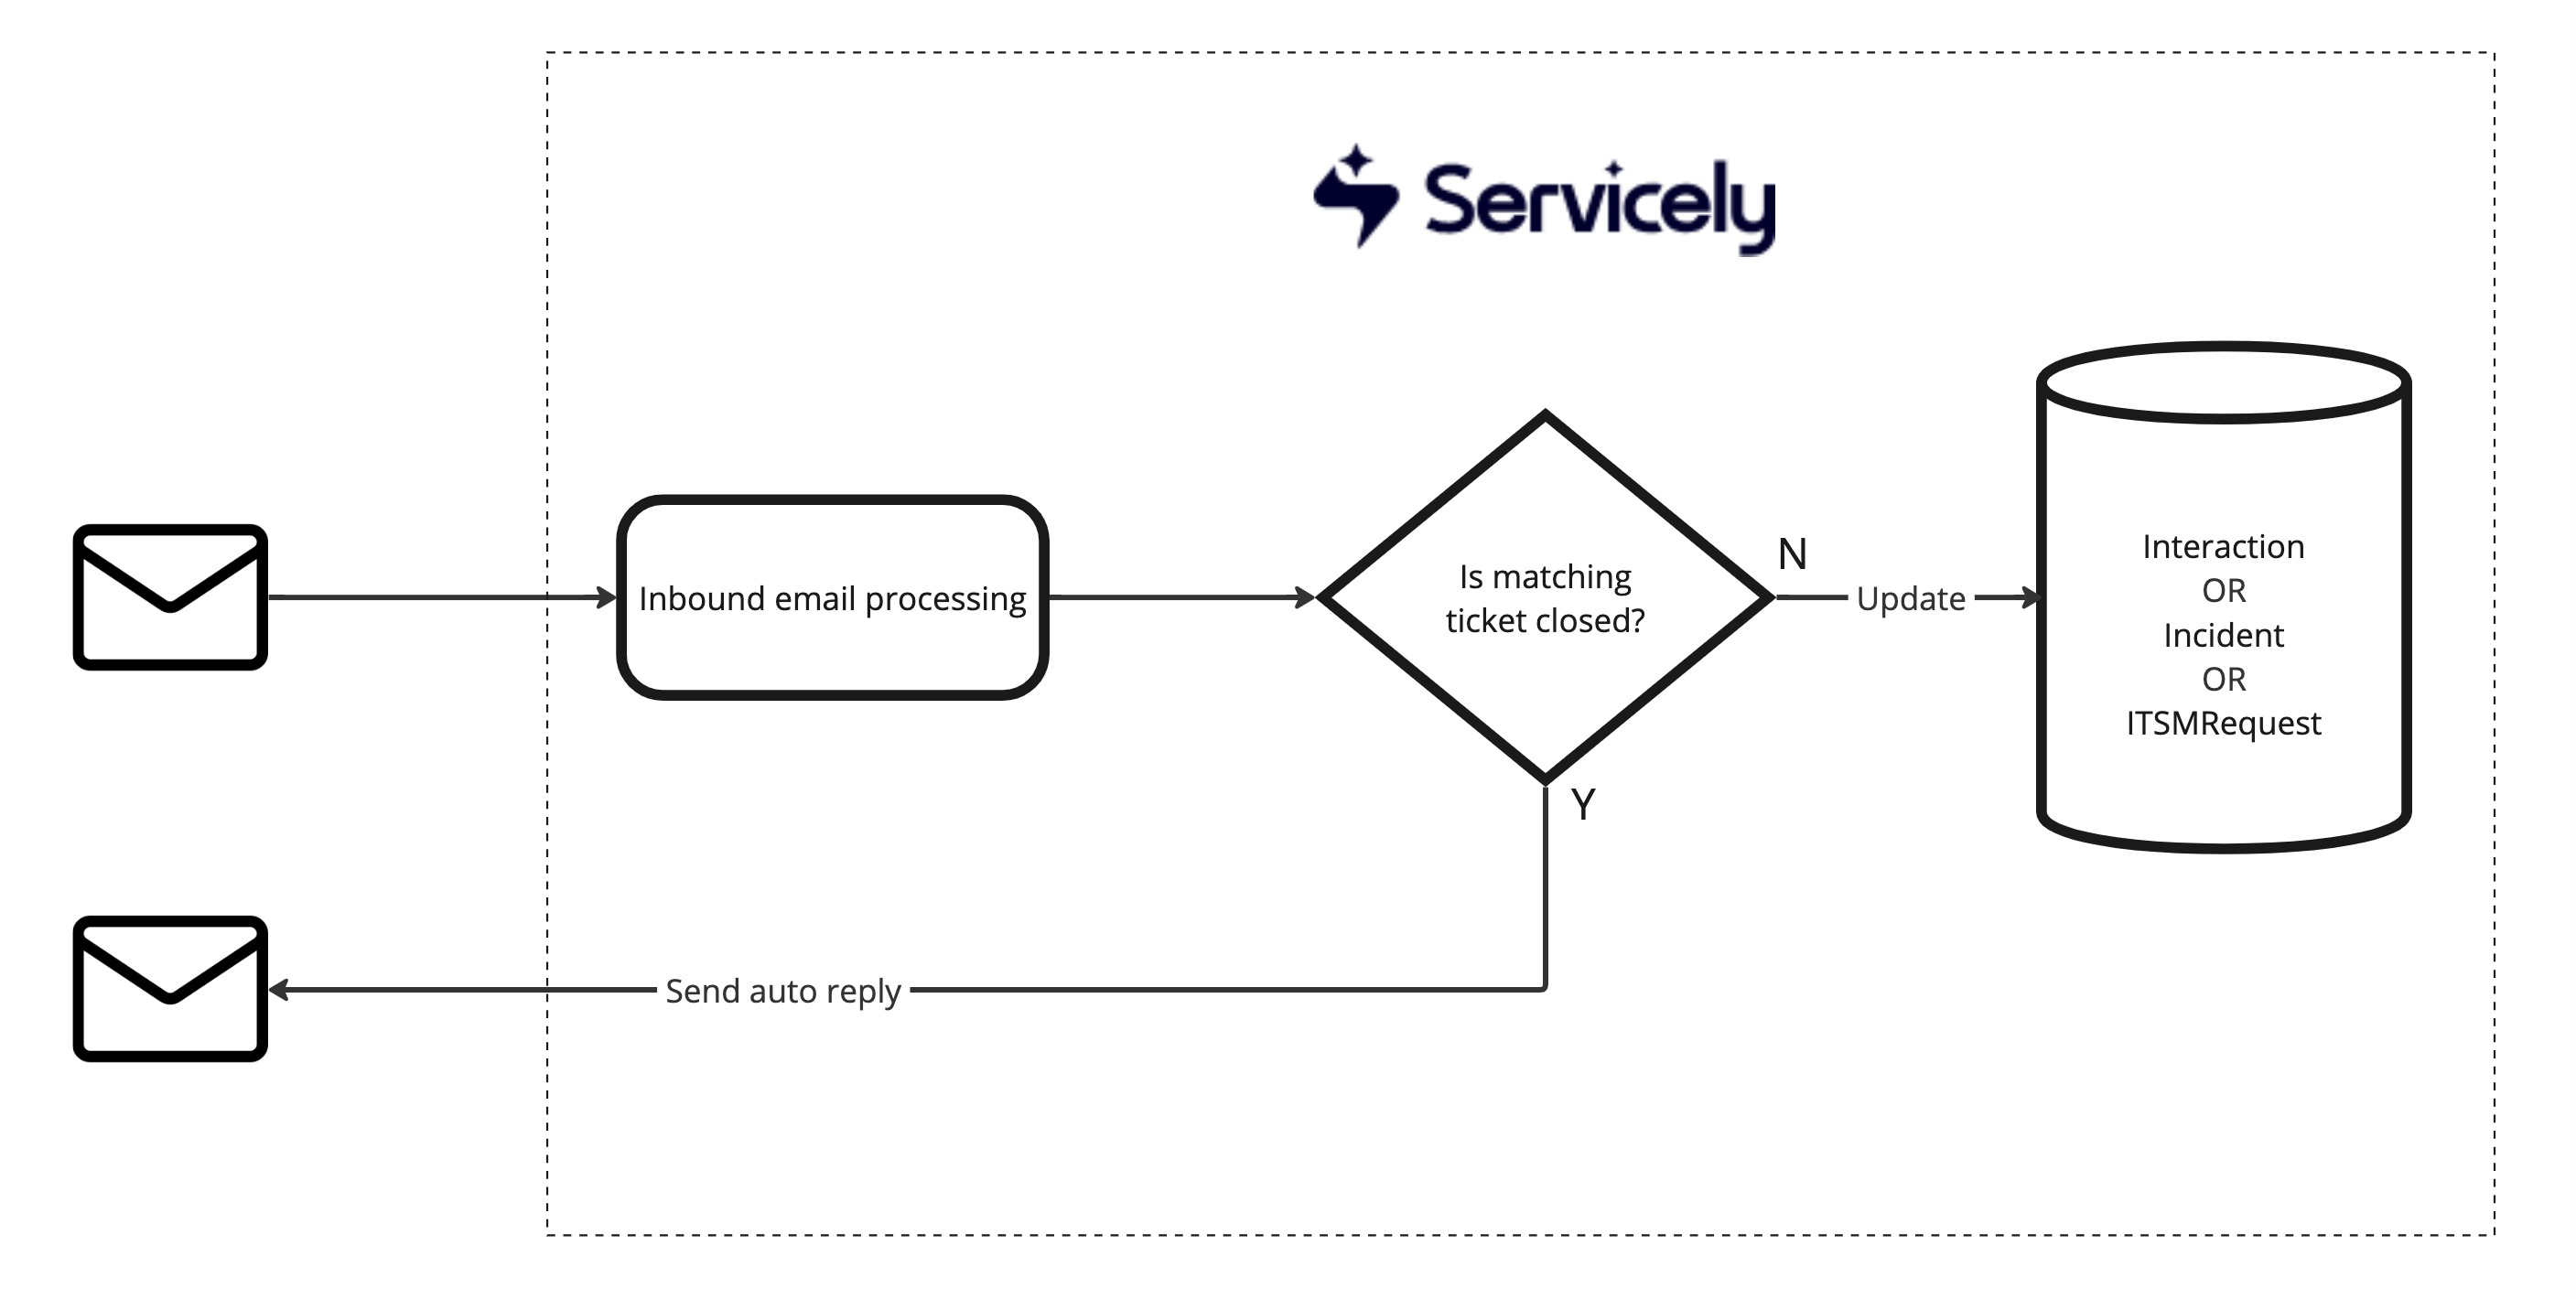 Servicely
Inbound email processing
Is matching
ticket closed?
N
Update
Interaction
OR
Incident
OR
ITSMRequest
Y
Send auto reply